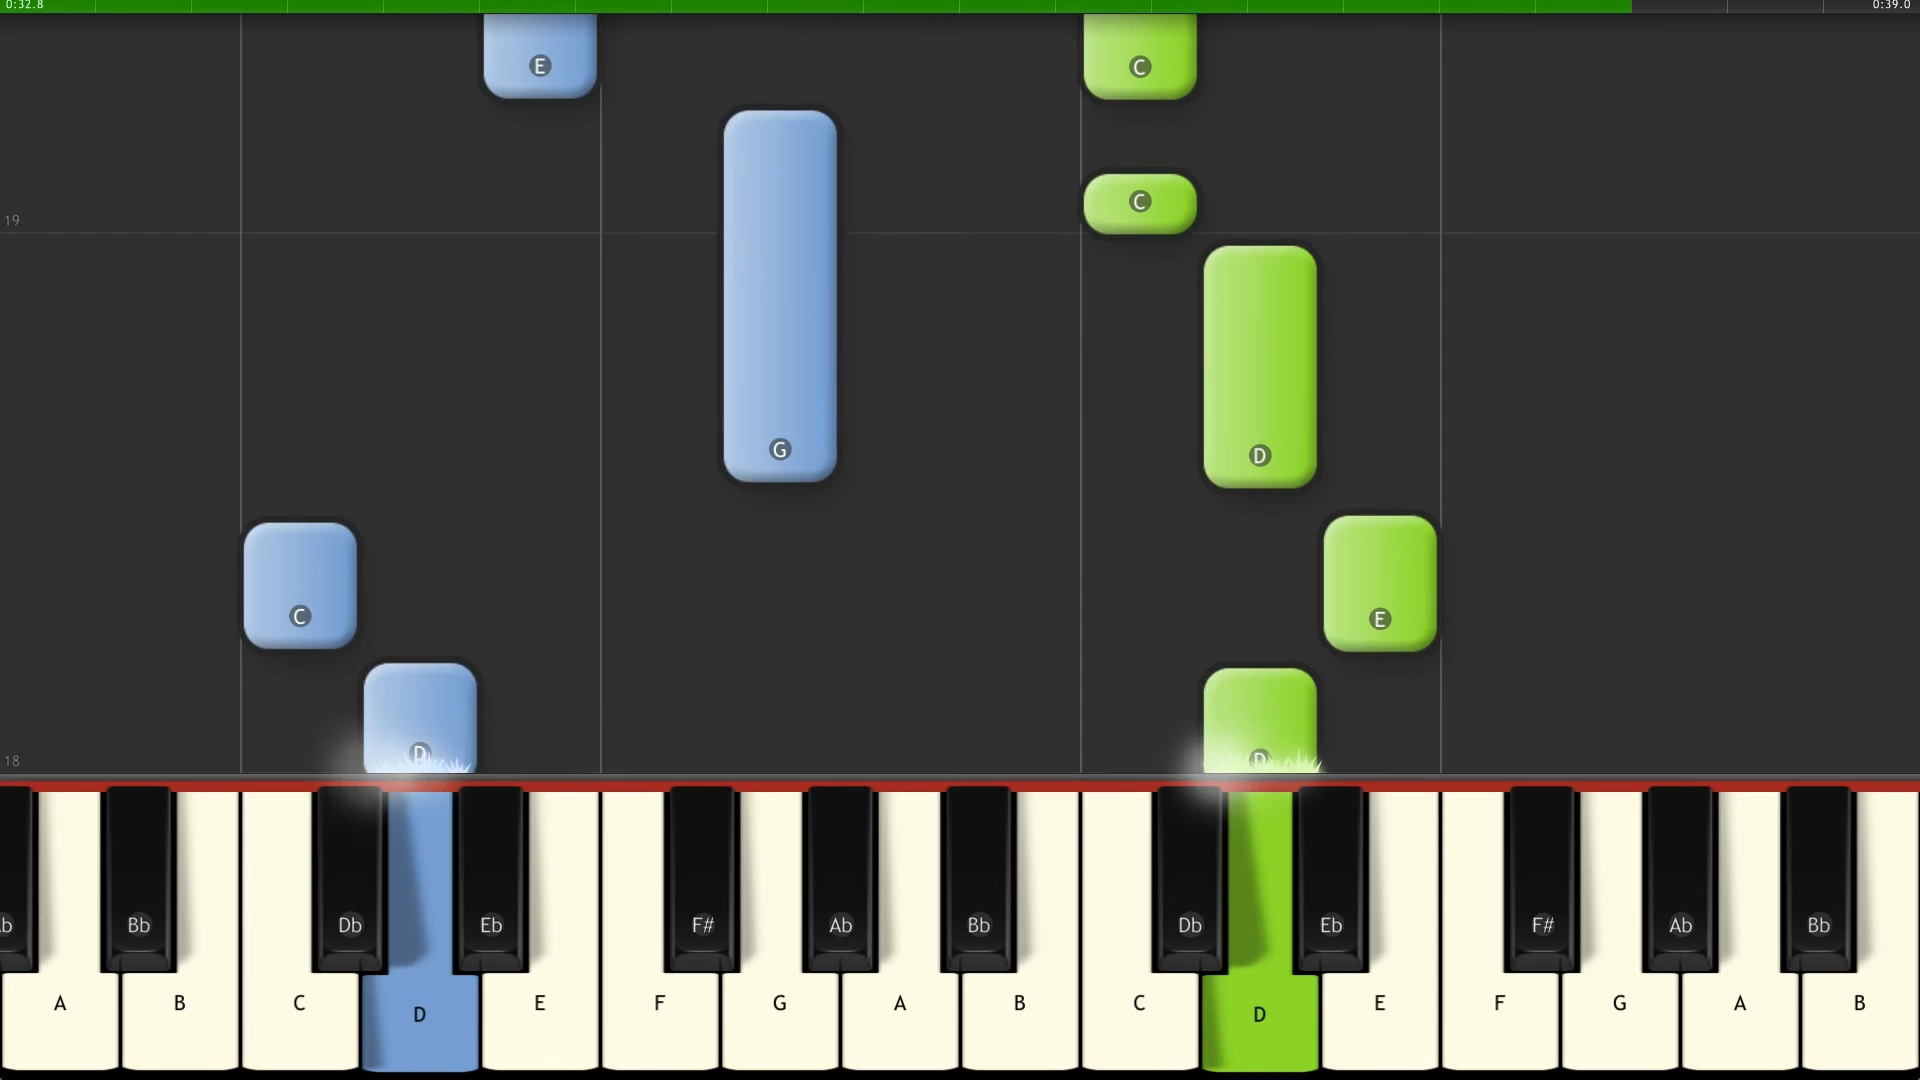 0:32.8 0:39.0
E C
C
19
G D
C E
D D
18
b Bb Db Eb F# Ab Bb Db Eb F# Ab Bb
A B C D E F G A B C D E F G A B